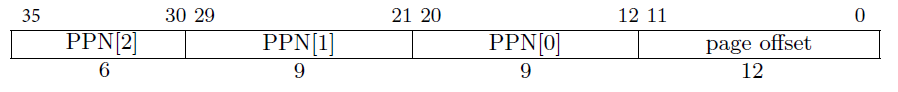 35 30 29 21 20 12 11 0
PPN[2] PPN[1] PPN[0] page offset
6 9 9 12